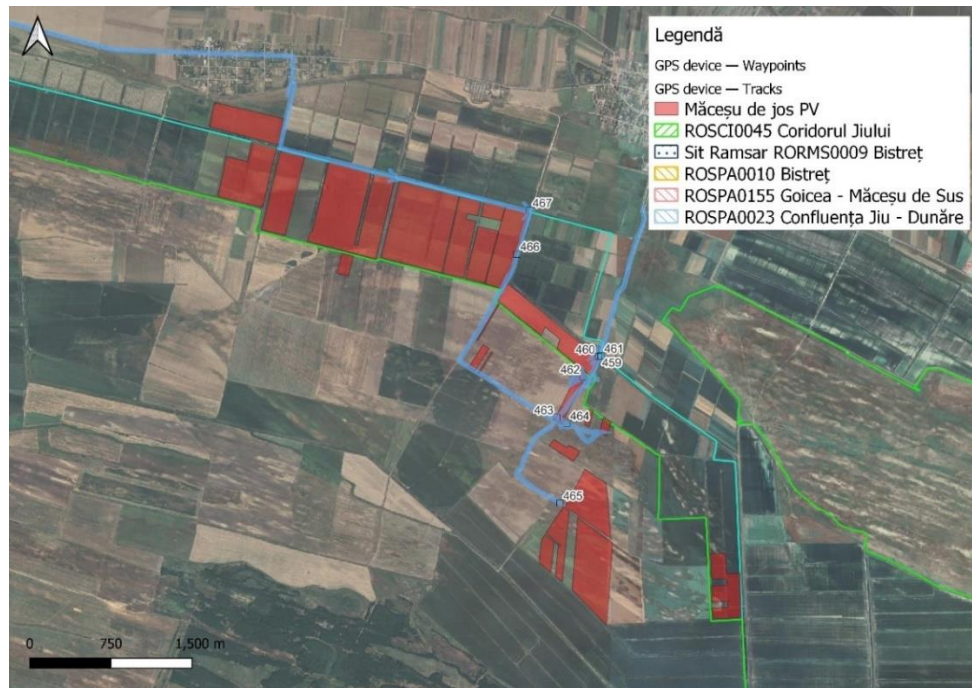 Legendă
GPS device — Waypoints
GPS device — Tracks
Măceșu de jos PV
ROSCI0045 Coridorul Jiului
Sit Ramsar RORMS0009 Bistreț
ROSPA0010 Bistreț
ROSPA0155 Goicea - Măceșu de Sus
ROSPA0023 Confluența Jiu - Dunăre
467
466
460
461
459
462
463
464
465
0 750 1,500 m